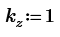 k_z := 1